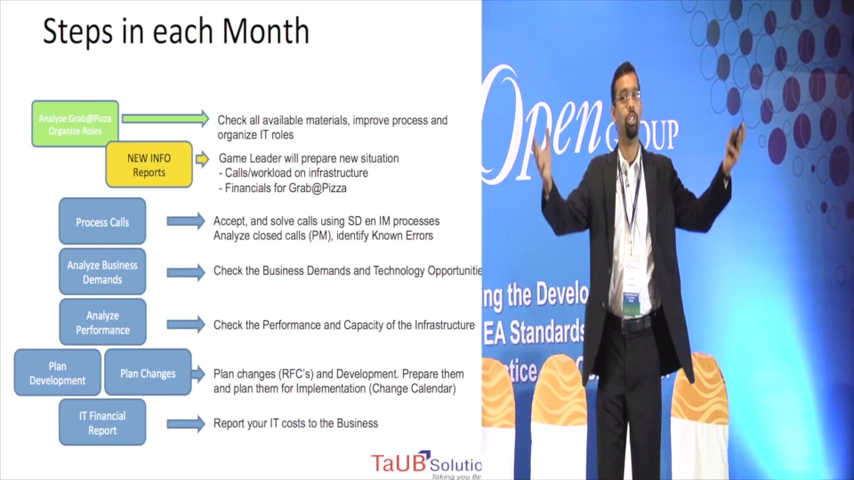 Steps in each Month
Analyze Grab@Pizza
Organize Roles
Check all available materials, improve process and
organize IT roles
NEW INFO
Reports
Game Leader will prepare new situation
- Calls/workload on infrastructure
- Financials for Grab@Pizza
Process Calls
Accept, and solve calls using SD en IM processes
Analyze closed calls (PM), identify Known Errors
Analyze Business
Demands
Check the Business Demands and Technology Opportunitie
Analyze
Performance
Check the Performance and Capacity of the Infrastructure
Plan
Development
Plan Changes
Plan changes (RFC's) and Development. Prepare them
and plan them for Implementation (Change Calendar)
IT Financial
Report
Report your IT costs to the Business
TaUB Solutio
Taking you Be
Open GROUP
ing the Develo
EA Standards
ctice